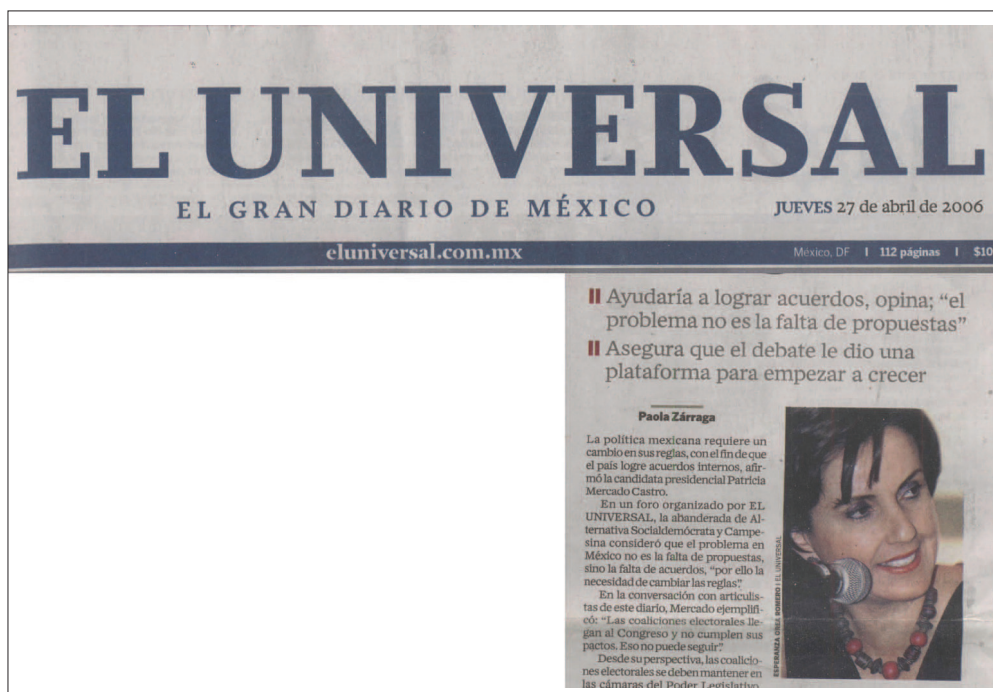 EL UNIVERSAL
EL GRAN DIARIO DE MÉXICO
JUEVES 27 de abril de 2006
eluniversal.com.mx
México, DF | 112 páginas | $10
Ayudaría a lograr acuerdos, opina; “el
problema no es la falta de propuestas”
Asegura que el debate le dio una
plataforma para empezar a crecer
Paola Zárraga
La política mexicana requiere un
cambio en sus reglas, con el fin de que
el país logre acuerdos internos, afir-
mó la candidata presidencial Patricia
Mercado Castro.
En un foro organizado por EL
UNIVERSAL, la abanderada de Al-
ternativa Socialdemócrata y Campe-
sina consideró que el problema en
México no es la falta de propuestas,
sino la falta de acuerdos, “por ello la
necesidad de cambiar las reglas”.
En la conversación con articulis-
tas de este diario, Mercado ejemplifi-
có: “Las coaliciones electorales lle-
gan al Congreso y no cumplen sus
pactos. Eso no puede seguir”.
Desde su perspectiva, las coalicio-
nes electorales se deben mantener en
las cámaras del Poder Legislativo,
ESPERANZA OREA ROMERO | EL UNIVERSAL